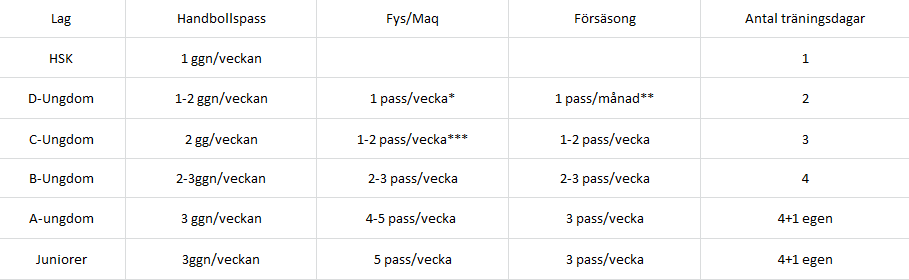 Lag Handbollspass Fys/Maq Försäsong Antal träningsdagar
HSK 1 ggn/veckan 1
D-Ungdom 1-2 ggn/veckan 1 pass/vecka* 1 pass/månad** 2
C-Ungdom 2 gg/veckan 1-2 pass/vecka*** 1-2 pass/vecka 3
B-Ungdom 2-3ggn/veckan 2-3 pass/vecka 2-3 pass/vecka 4
A-ungdom 3 ggn/veckan 4-5 pass/vecka 3 pass/vecka 4+1 egen
Juniorer 3ggn/veckan 5 pass/vecka 3 pass/vecka 4+1 egen